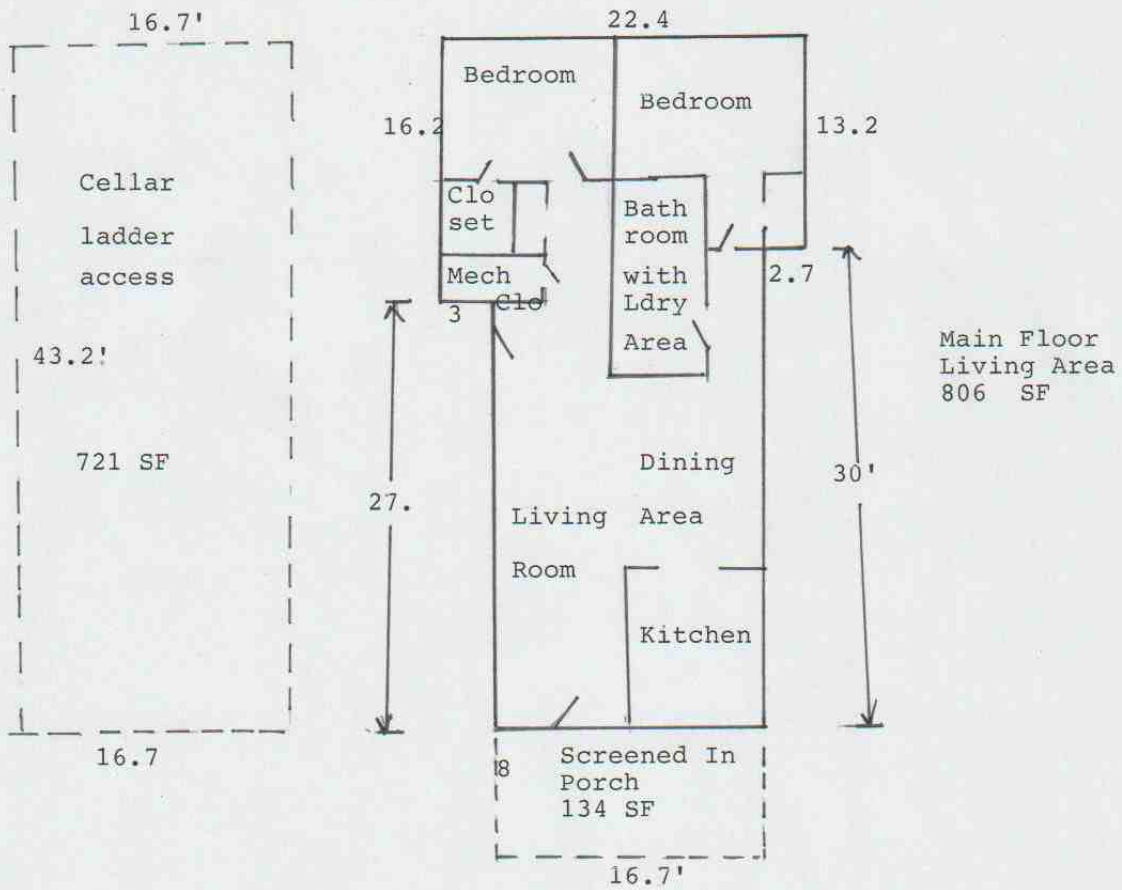 16.7'
22.4
Bedroom
Bedroom
16.2
13.2
Cellar
ladder
access
Clo
set
Bath
room
with
Ldry
Area
Mech
Clo
2.7
3
43.2'
Main Floor
Living Area
806 SF
721 SF
27.
Dining
Area
30'
Living
Room
Kitchen
16.7
8
Screened In
Porch
134 SF
16.7'